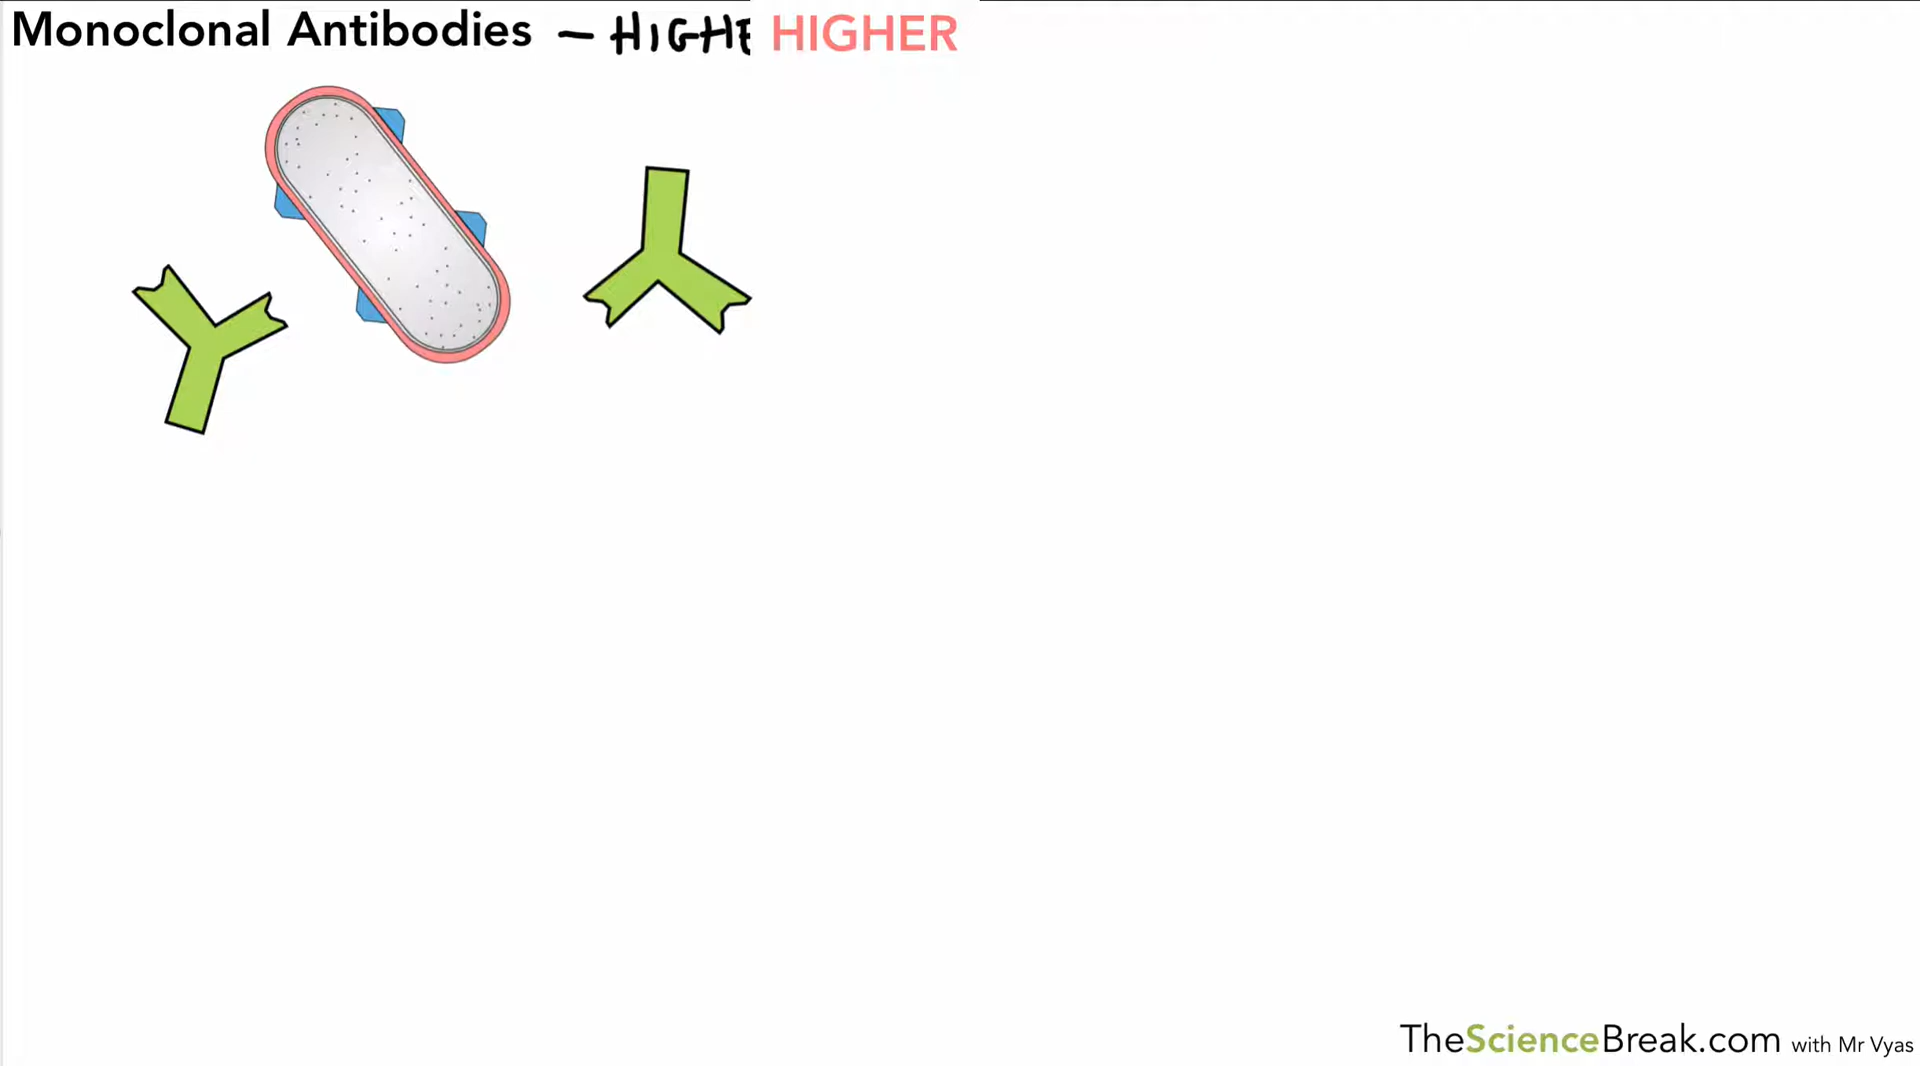 Monoclonal Antibodies – HIGHE HIGHER
TheScienceBreak.com with Mr Vyas